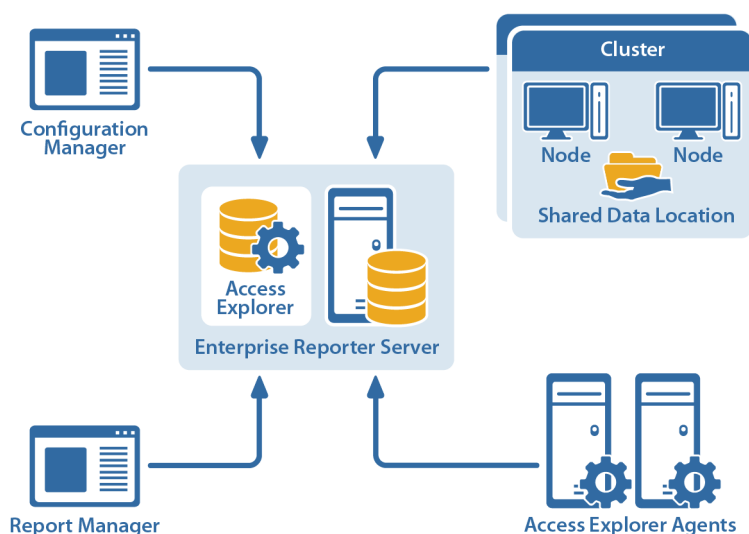 Configuration
Manager
Cluster
Node
Node
Shared Data Location
Access
Explorer
Enterprise Reporter Server
Report Manager
Access Explorer Agents